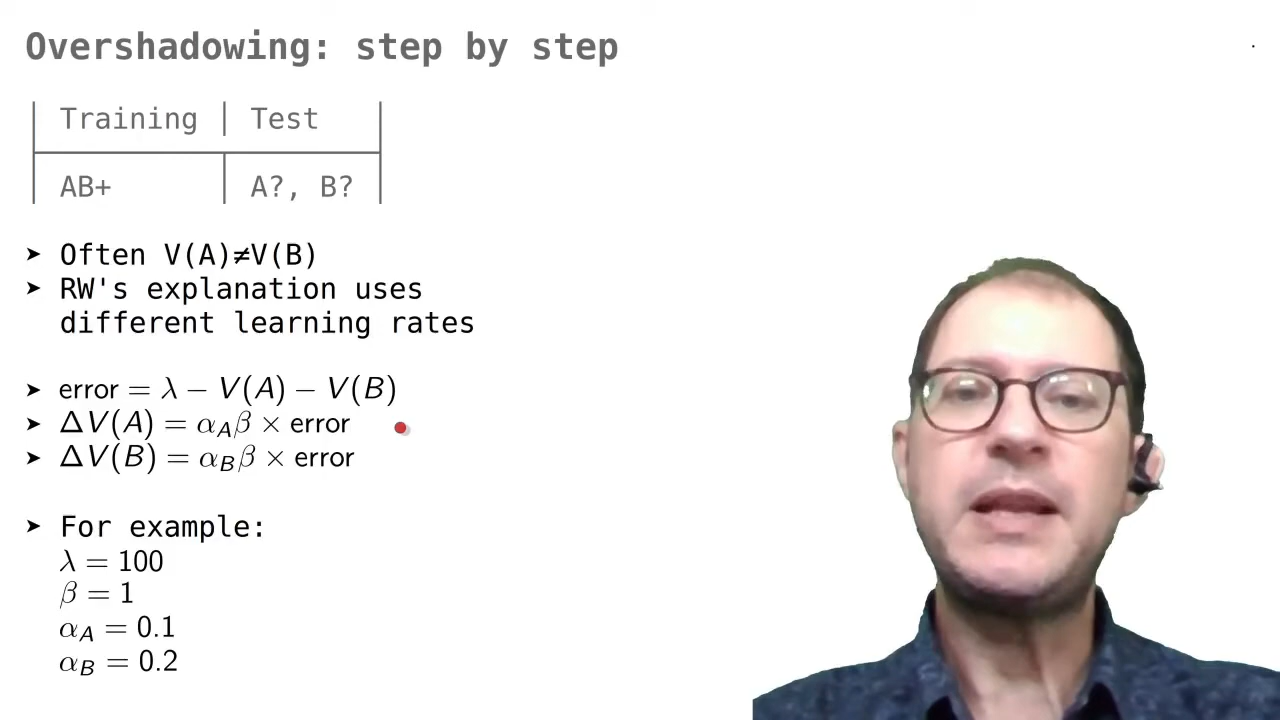 Overshadowing: step by step
Training Test
AB+ A?, B?
➤ Often V(A)≠V(B)
➤ RW's explanation uses
different learning rates
➤ error = λ − V(A) − V(B)
➤ ΔV(A) = α_Aβ × error
➤ ΔV(B) = α_Bβ × error
➤ For example:
λ = 100
β = 1
α_A = 0.1
α_B = 0.2